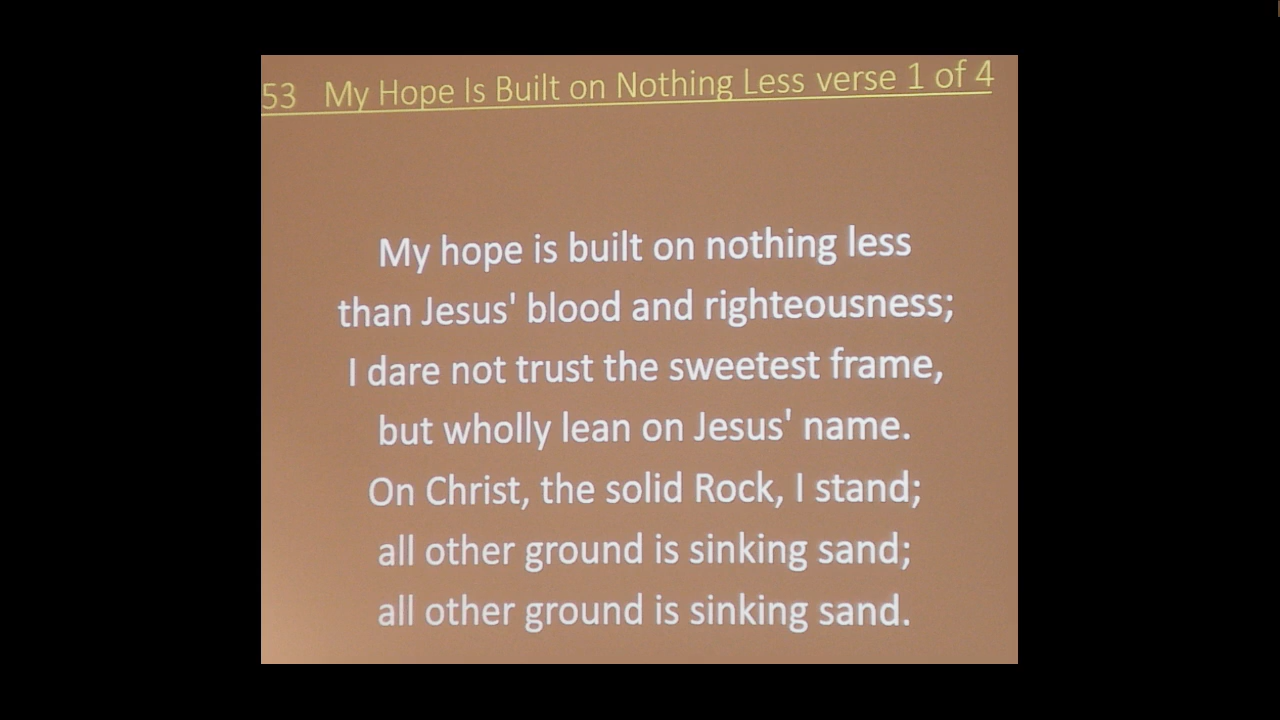 53 My Hope Is Built on Nothing Less verse 1 of 4
My hope is built on nothing less
than Jesus' blood and righteousness;
I dare not trust the sweetest frame,
but wholly lean on Jesus' name.
On Christ, the solid Rock, I stand;
all other ground is sinking sand;
all other ground is sinking sand.